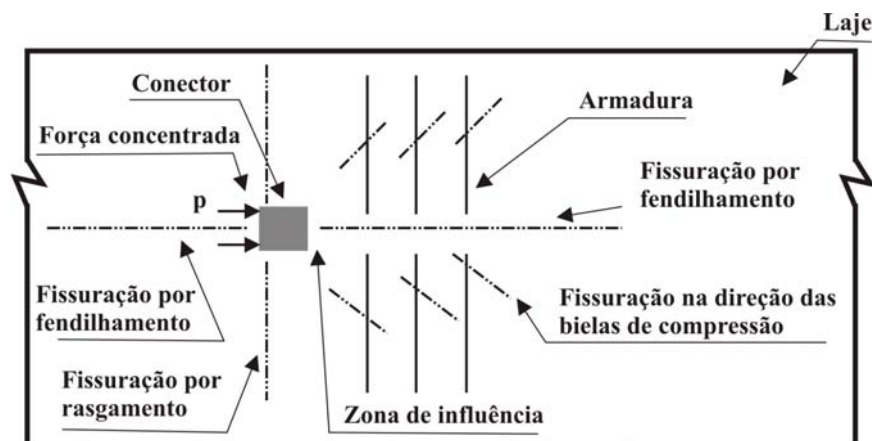 Laje
Conector
Armadura
Força concentrada
Fissuração por
fendilhamento
p
Fissuração por
fendilhamento
Fissuração na direção das
bielas de compressão
Fissuração por
rasgamento
Zona de influência